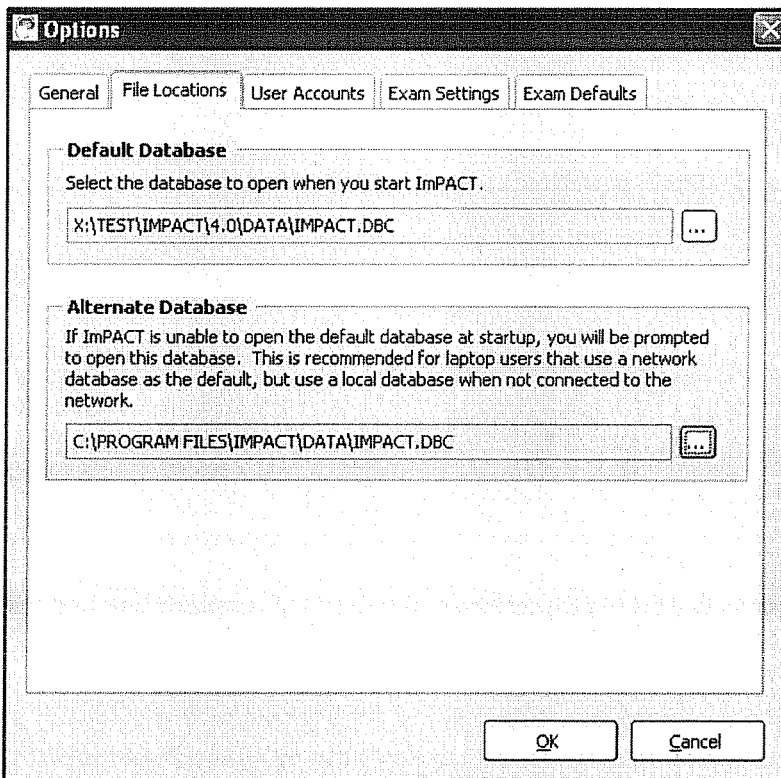 Options
General
File Locations
User Accounts
Exam Settings
Exam Defaults
Default Database
Select the database to open when you start ImPACT.
X:\TEST\IMPACT\4.0\DATA\IMPACT.DBC
...
Alternate Database
If ImPACT is unable to open the default database at startup, you will be prompted
to open this database. This is recommended for laptop users that use a network
database as the default, but use a local database when not connected to the
network.
C:\PROGRAM FILES\IMPACT\DATA\IMPACT.DBC
...
OK
Cancel